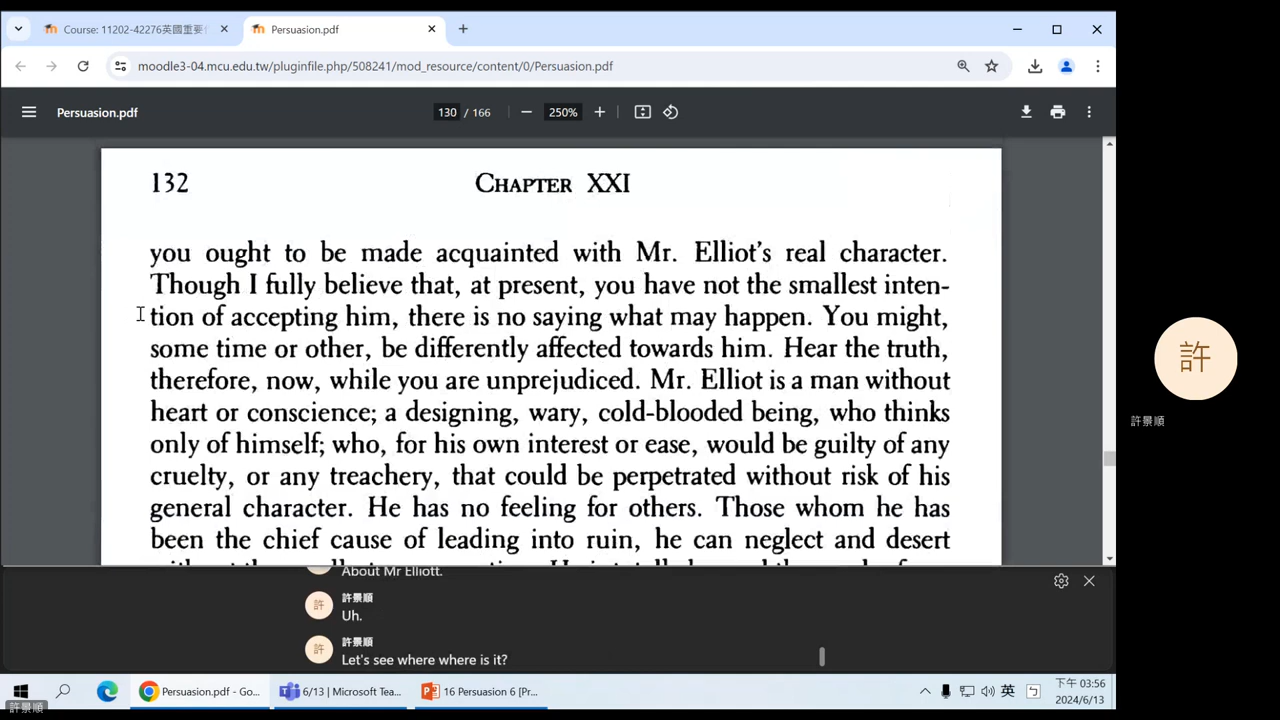 Course: 11202-42276英國重要
Persuasion.pdf
moodle3-04.mcu.edu.tw/pluginfile.php/508241/mod_resource/content/0/Persuasion.pdf
Persuasion.pdf
130 / 166
250%
132
CHAPTER XXI
you ought to be made acquainted with Mr. Elliot's real character.
Though I fully believe that, at present, you have not the smallest inten-
tion of accepting him, there is no saying what may happen. You might,
some time or other, be differently affected towards him. Hear the truth,
therefore, now, while you are unprejudiced. Mr. Elliot is a man without
heart or conscience; a designing, wary, cold-blooded being, who thinks
only of himself; who, for his own interest or ease, would be guilty of any
cruelty, or any treachery, that could be perpetrated without risk of his
general character. He has no feeling for others. Those whom he has
been the chief cause of leading into ruin, he can neglect and desert
許
許景順
About Mr Elliott.
許
許景順
Uh.
許
許景順
Let's see where where is it?
Persuasion.pdf - Go...
6/13 | Microsoft Tea...
16 Persuasion 6 [Pr...
英
下午 03:56
2024/6/13
許景順